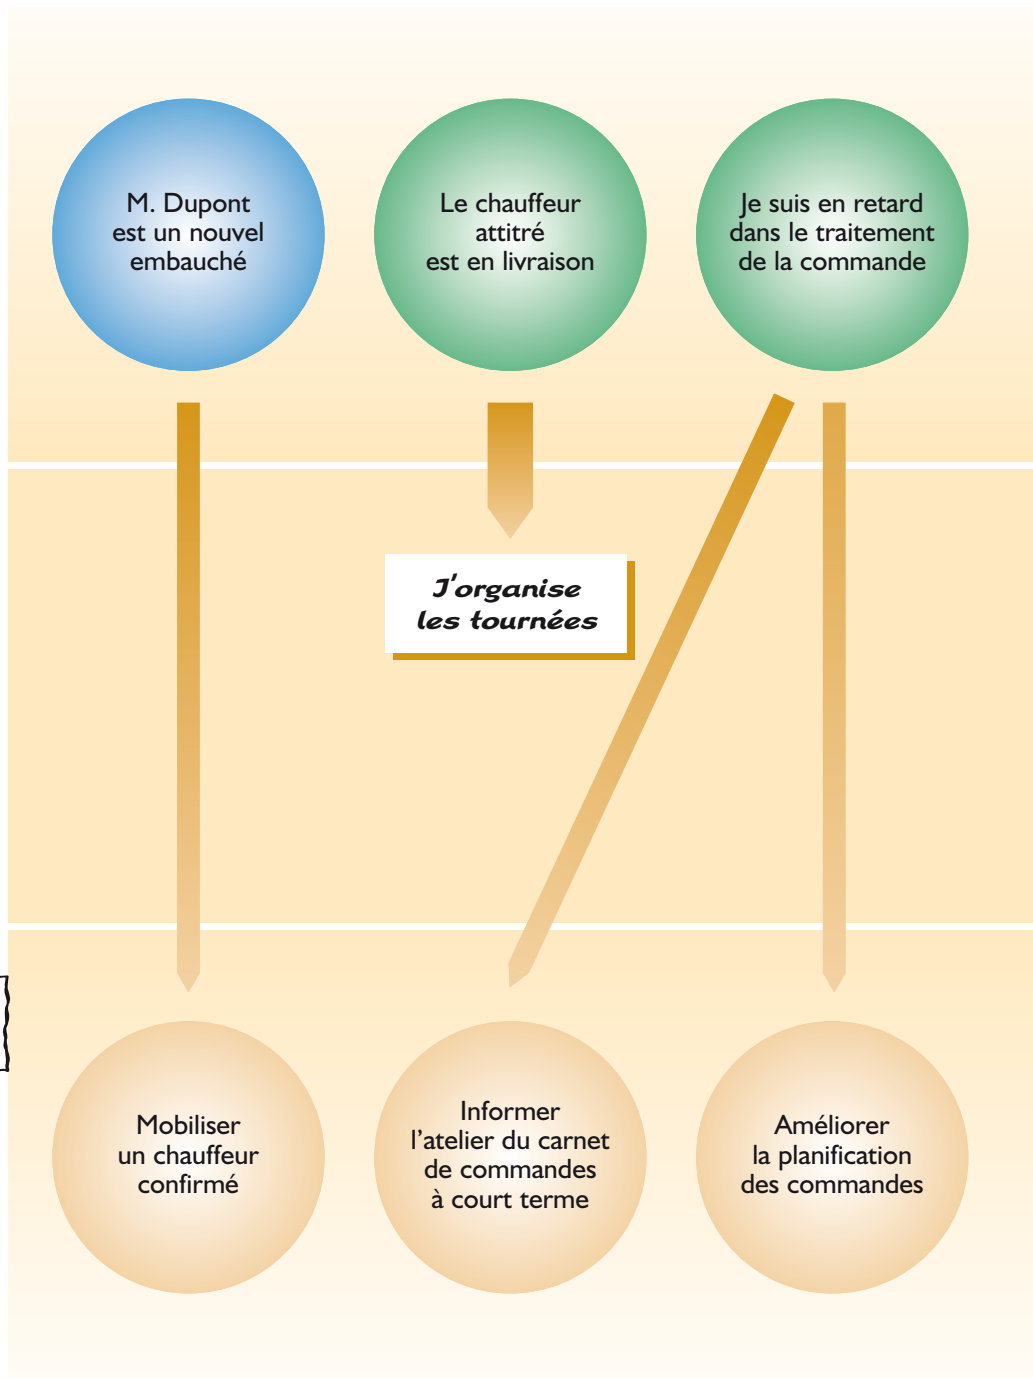 M. Dupont
est un nouvel
embauché
Le chauffeur
attitré
est en livraison
Je suis en retard
dans le traitement
de la commande
J'organise
les tournées
Mobiliser
un chauffeur
confirmé
Informer
l'atelier du carnet
de commandes
à court terme
Améliorer
la planification
des commandes